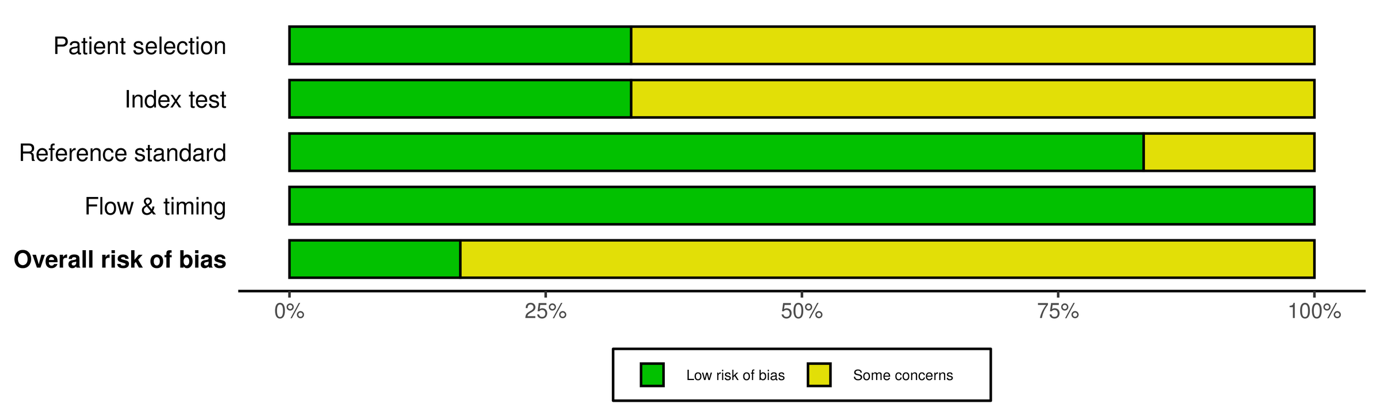 Patient selection
Index test
Reference standard
Flow & timing
Overall risk of bias
0% 25% 50% 75% 100%
Low risk of bias Some concerns